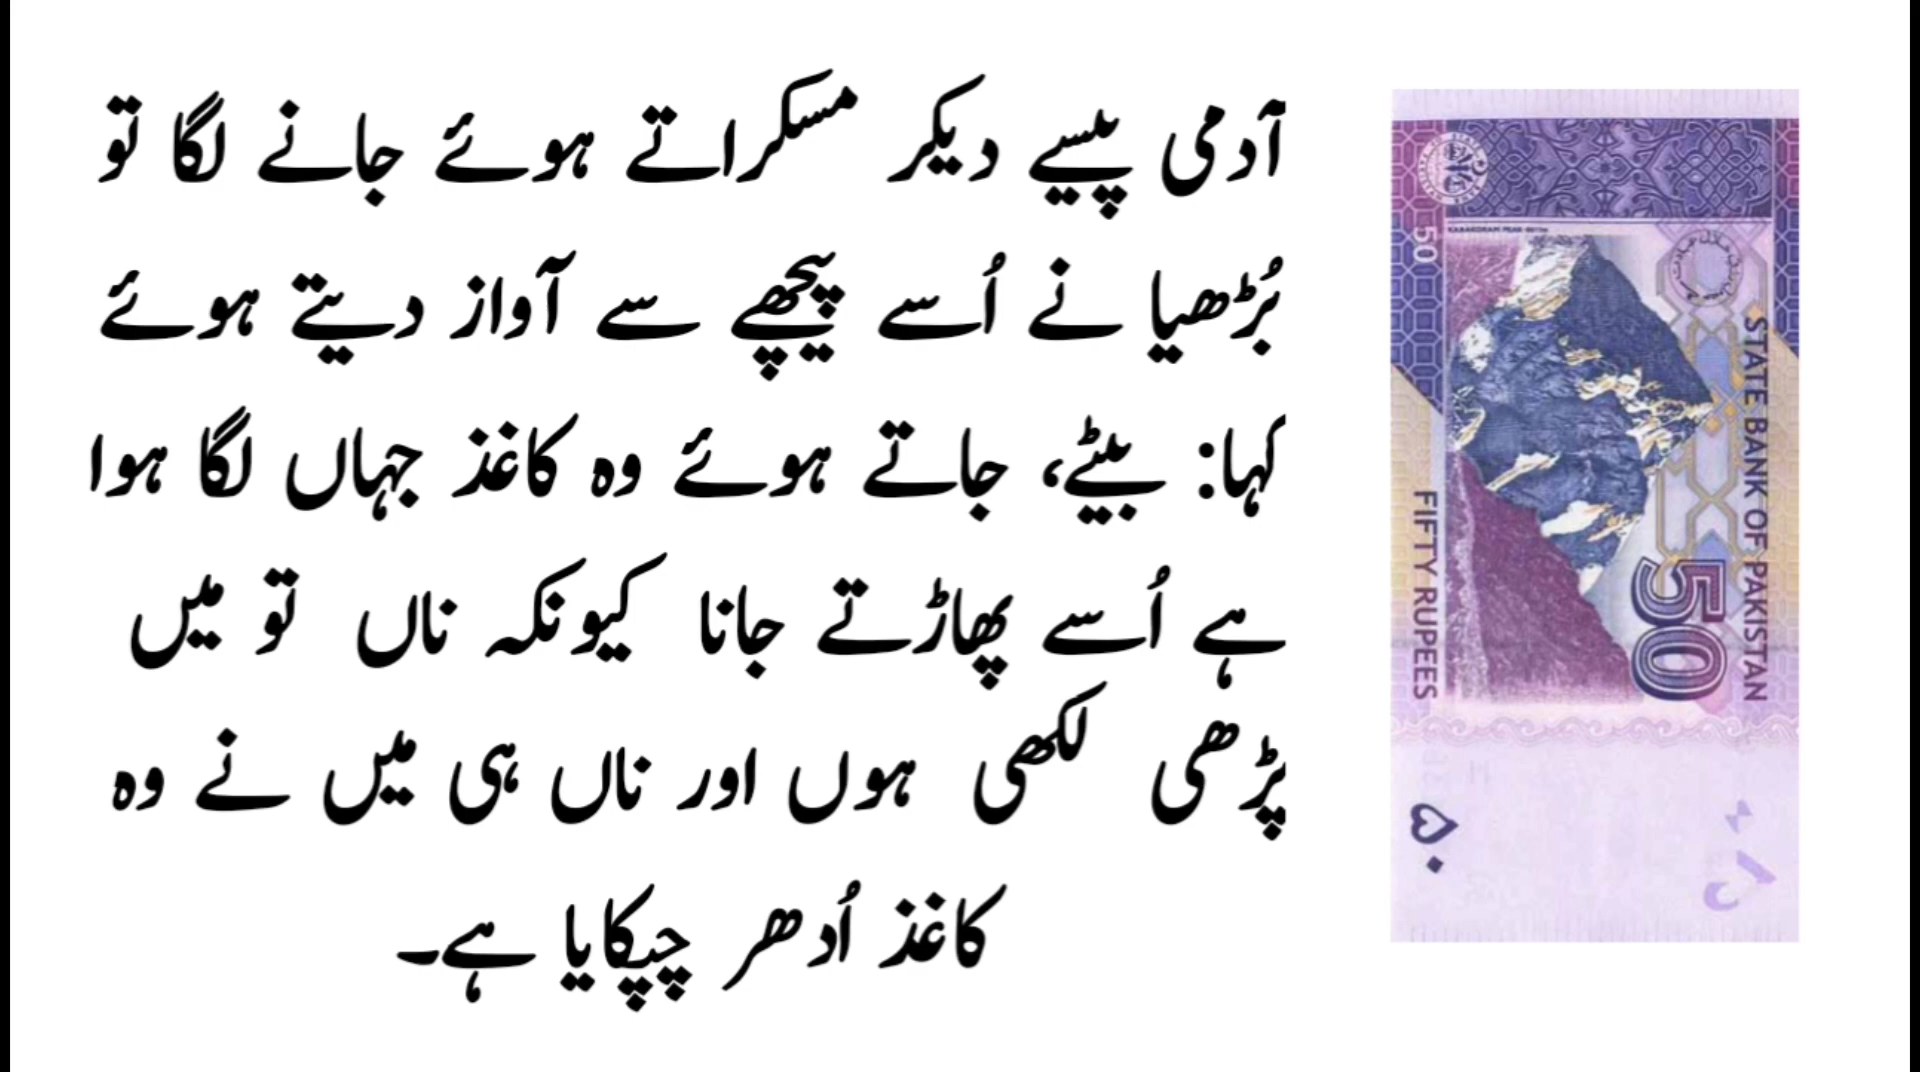 آدمی پیسے دیکر مسکراتے ہوئے جانے لگا تو
بُڑھیا نے اُسے پیچھے سے آواز دیتے ہوئے
کہا: بیٹے، جاتے ہوئے وہ کاغذ جہاں لگا ہوا
ہے اُسے پھاڑتے جانا کیونکہ ناں تو میں
پڑھی لکھی ہوں اور ناں ہی میں نے وہ
کاغذ اُدھر چپکایا ہے۔
STATE BANK OF PAKISTAN
50
FIFTY RUPEES
50
۵۰